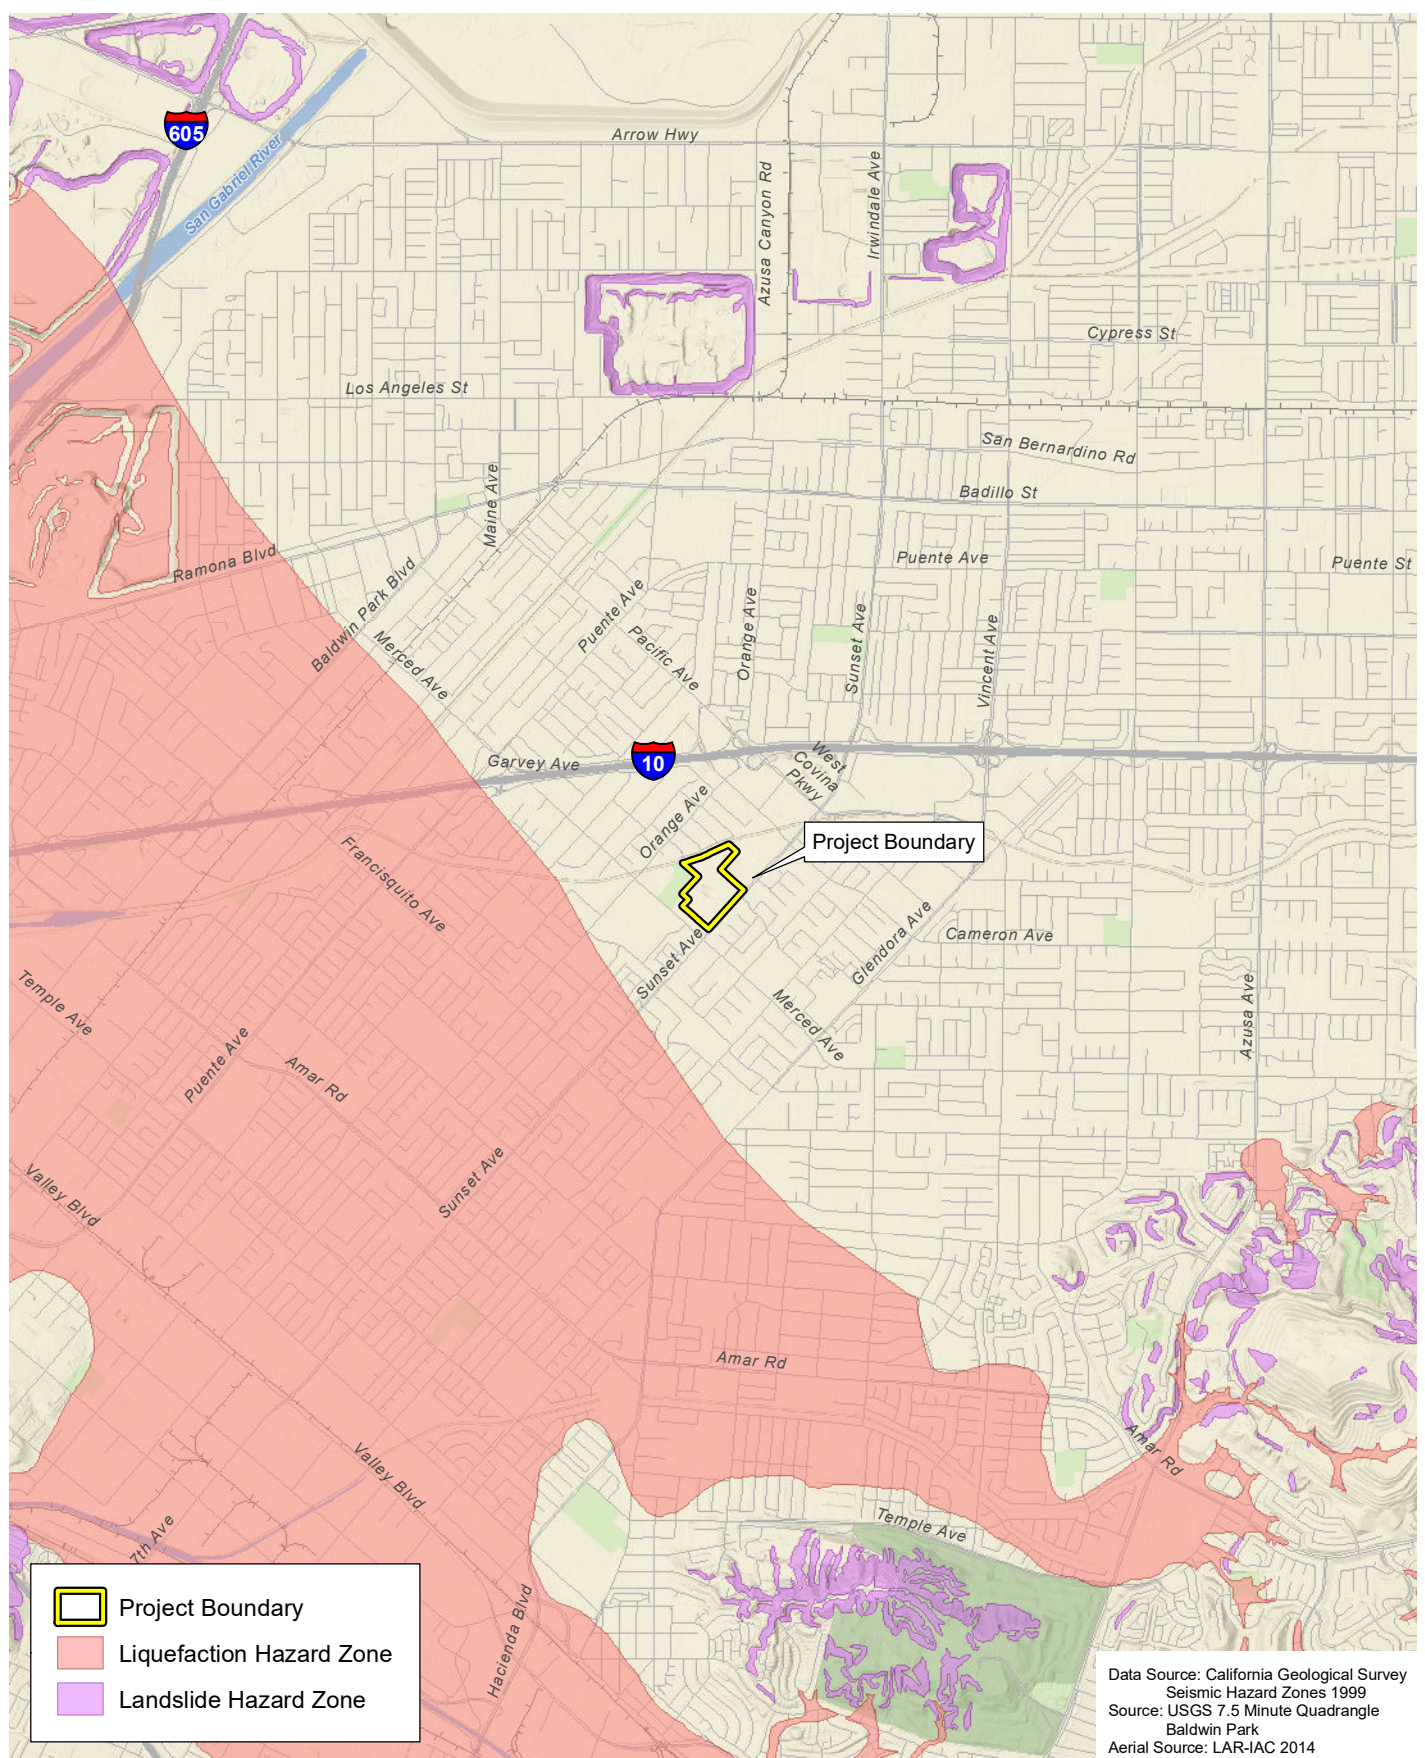 605
San Gabriel River
Arrow Hwy
Azusa Canyon Rd
Irwindale Ave
Cypress St
Los Angeles St
San Bernardino Rd
Badillo St
Maine Ave
Ramona Blvd
Puente Ave
Puente St
Baldwin Park Blvd
Puente Ave
Merced Ave
Pacific Ave
Orange Ave
Sunset Ave
Vincent Ave
Garvey Ave
10
West
Covina
Pkwy
Orange Ave
Project Boundary
Francisquito Ave
Sunset Ave
Glendora Ave
Cameron Ave
Temple Ave
Merced Ave
Azusa Ave
Puente Ave
Amar Rd
Sunset Ave
Valley Blvd
Amar Rd
Amar Rd
Valley Blvd
7th Ave
Temple Ave
Hacienda Blvd
Project Boundary
Liquefaction Hazard Zone
Landslide Hazard Zone
Data Source: California Geological Survey
Seismic Hazard Zones 1999
Source: USGS 7.5 Minute Quadrangle
Baldwin Park
Aerial Source: LAR-IAC 2014